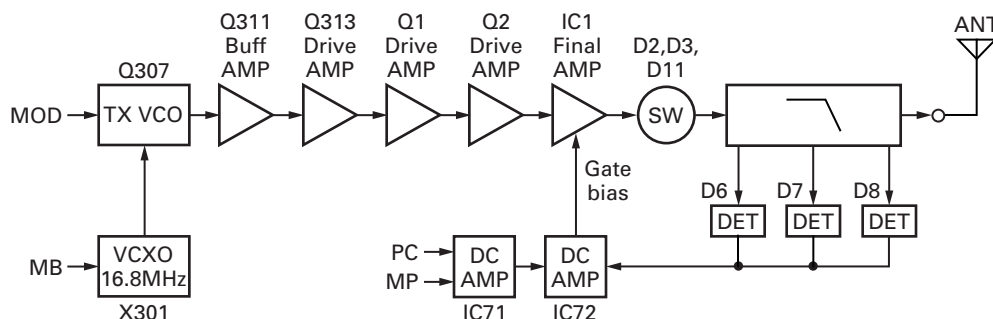 Q307
TX VCO
MOD
Q311
Buff
AMP
Q313
Drive
AMP
Q1
Drive
AMP
Q2
Drive
AMP
IC1
Final
AMP
D2,D3,
D11
SW
ANT
Gate
bias
D6
DET
D7
DET
D8
DET
MB
VCXO
16.8MHz
X301
PC
MP
DC
AMP
IC71
DC
AMP
IC72